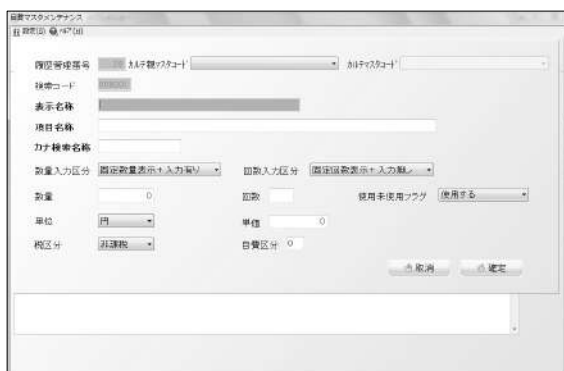 自費マスタメンテナンス
設定(S) ヘルプ(H)
履歴管理番号 カルテ親マスタコード カルテマスタコード
検索コード
表示名称
項目名称
カナ検索名称
数量入力区分 固定数量表示+入力有り 回数入力区分 固定回数表示+入力無し
数量 0 回数 使用未使用フラグ 使用する
単位 円 単価 0
税区分 非課税 自費区分 0
取消 確定